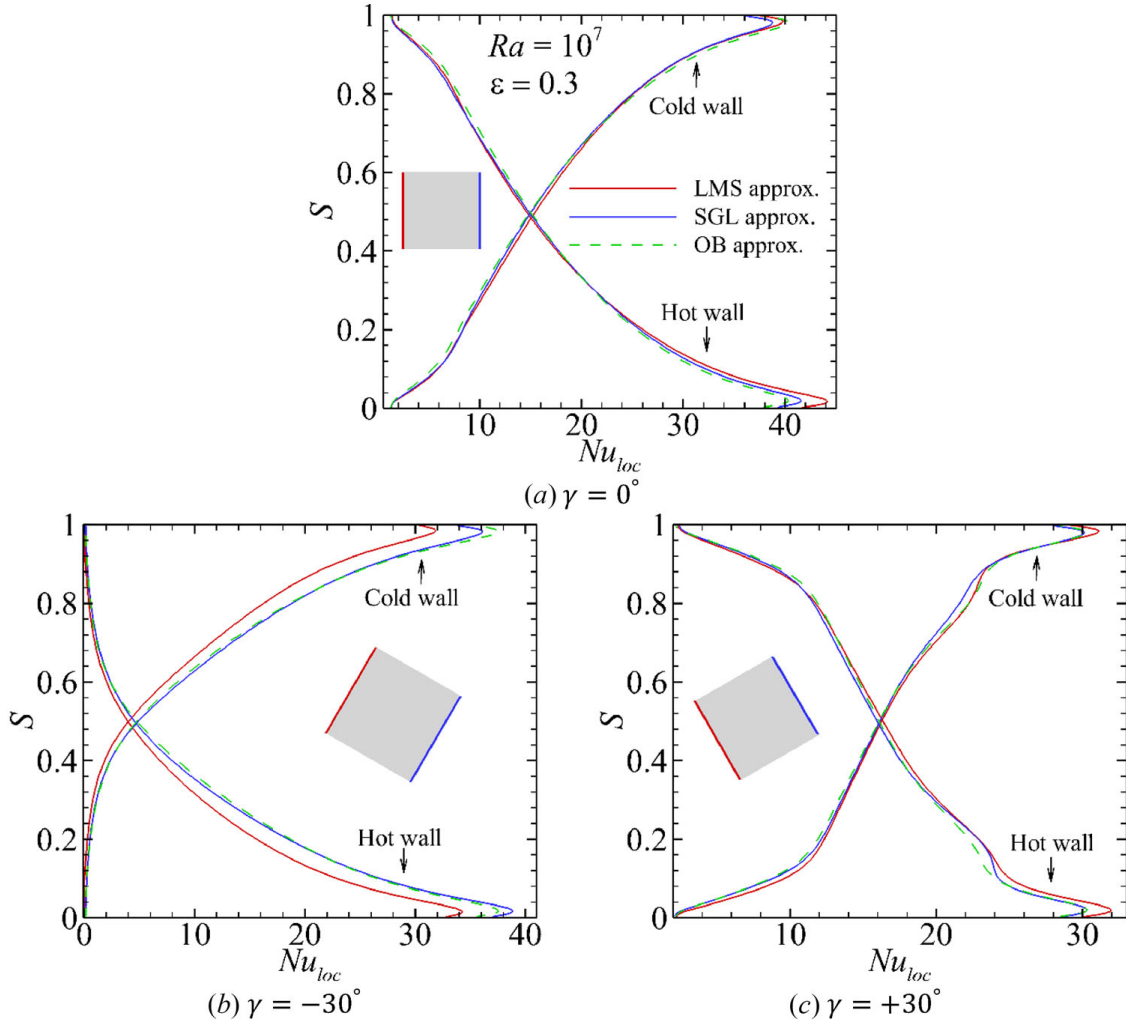 1
Ra = 10⁷
ε = 0.3
0.8
Cold wall
0.6
LMS approx.
S
SGL approx.
OB approx.
0.4
Hot wall
0.2
0
10 20 30 40
Nu_loc
(a) γ = 0°
1
0.8
Cold wall
0.6
S
0.4
Hot wall
0.2
0
0 10 20 30 40
Nu_loc
(b) γ = −30°
1
0.8
Cold wall
0.6
S
0.4
Hot wall
0.2
0
10 20 30
Nu_loc
(c) γ = +30°